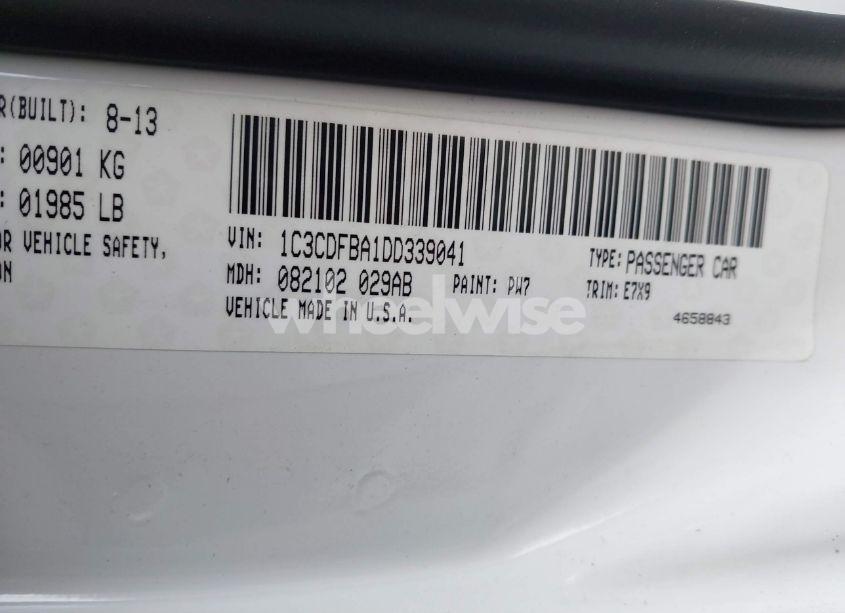 R(BUILT): 8-13
: 00901 KG
: 01985 LB
OR VEHICLE SAFETY,
ON
VIN: 1C3CDFBA1DD339041
TYPE: PASSENGER CAR
MDH: 082102 029AB PAINT: PW7 TRIM: E7X9
VEHICLE MADE IN U.S.A.
4658843
wheelwise